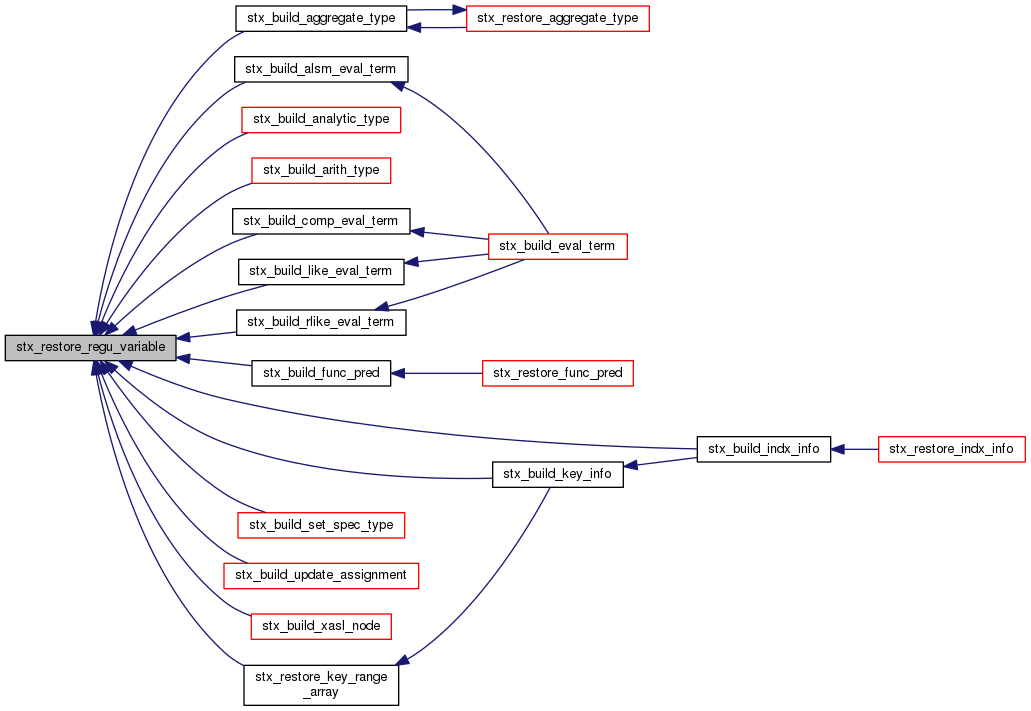 stx_build_aggregate_type
stx_restore_aggregate_type
stx_build_alsm_eval_term
stx_build_analytic_type
stx_build_arith_type
stx_build_comp_eval_term
stx_build_eval_term
stx_build_like_eval_term
stx_build_rlike_eval_term
stx_restore_regu_variable
stx_build_func_pred
stx_restore_func_pred
stx_build_indx_info
stx_restore_indx_info
stx_build_key_info
stx_build_set_spec_type
stx_build_update_assignment
stx_build_xasl_node
stx_restore_key_range
_array